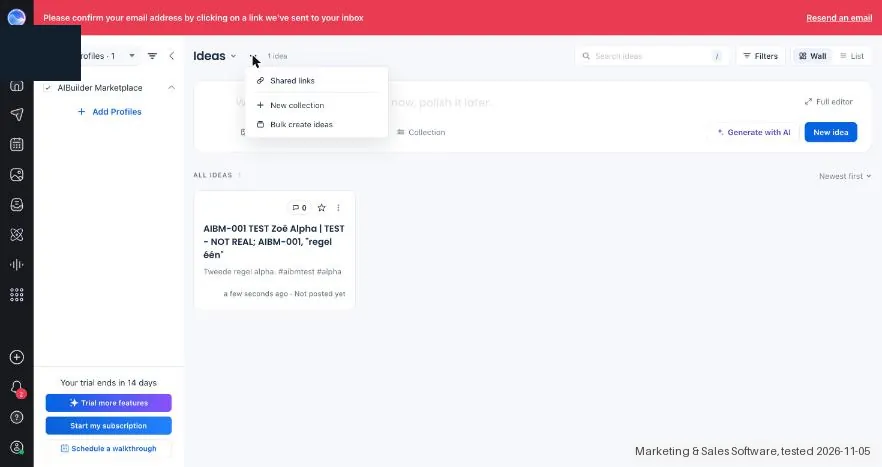 Please confirm your email address by clicking on a link we've sent to your inbox
Resend an email
rofiles · 1
Ideas
1 idea
Search ideas
/
Filters
Wall
List
AIBuilder Marketplace
Shared links
+ Add Profiles
New collection
now, polish it later.
Full editor
Bulk create ideas
Collection
Generate with AI
New idea
ALL IDEAS 1
Newest first
0
AIBM-001 TEST Zoë Alpha | TEST
- NOT REAL; AIBM-001, "regel
één"
Tweede regel alpha. #aibmtest #alpha
a few seconds ago · Not posted yet
Your trial ends in 14 days
Trial more features
2
Start my subscription
Schedule a walkthrough
Marketing & Sales Software, tested 2026-11-05